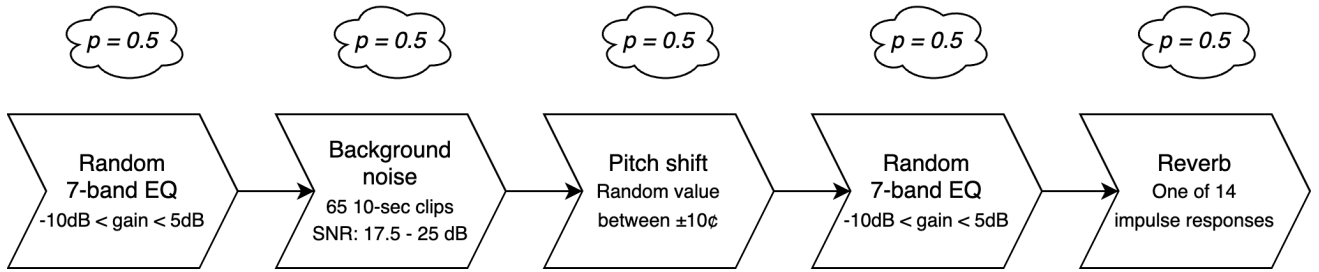 p = 0.5
p = 0.5
p = 0.5
p = 0.5
p = 0.5
Random
7-band EQ
-10dB < gain < 5dB
Background
noise
65 10-sec clips
SNR: 17.5 - 25 dB
Pitch shift
Random value
between ±10¢
Random
7-band EQ
-10dB < gain < 5dB
Reverb
One of 14
impulse responses